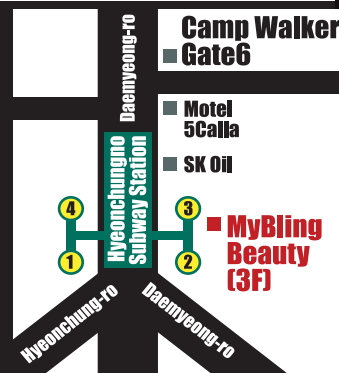 Camp Walker
Gate6
Daemyeong-ro
Motel
5Calla
SK Oil
Hyeonchungno
Subway Station
4
3
1
2
MyBling
Beauty
(3F)
Hyeonchung-ro
Daemyeong-ro